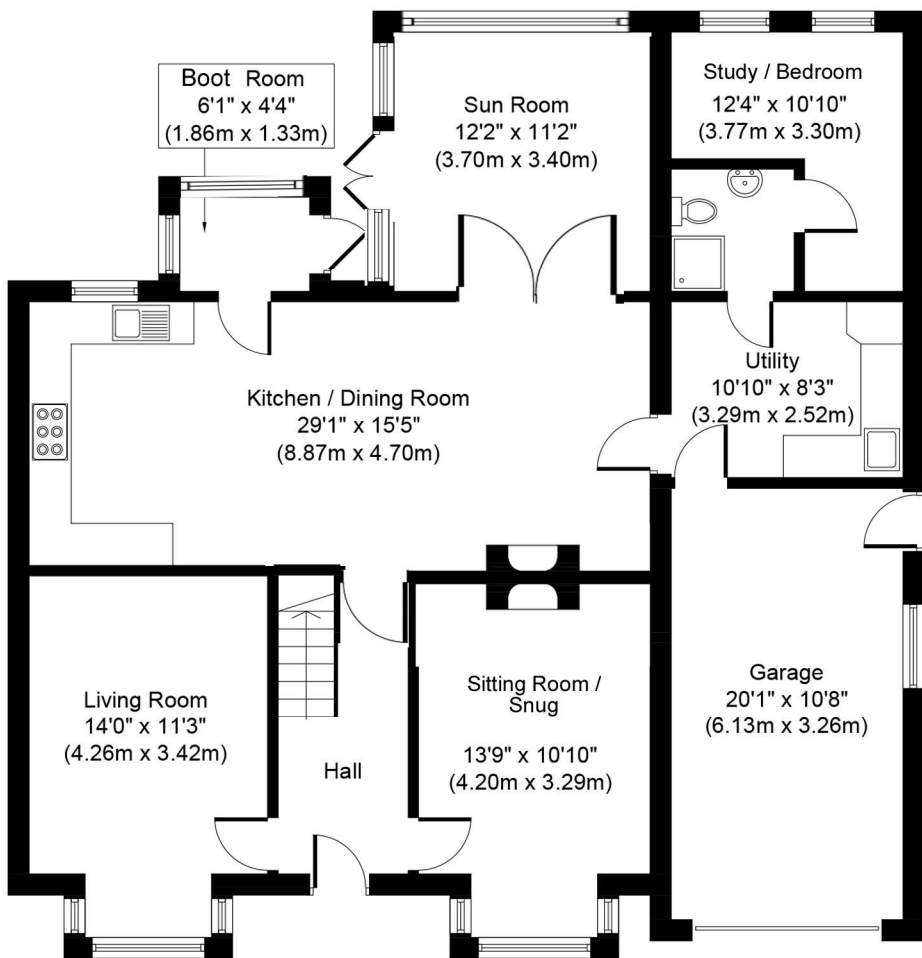 Boot Room
6'1" x 4'4"
(1.86m x 1.33m)
Sun Room
12'2" x 11'2"
(3.70m x 3.40m)
Study / Bedroom
12'4" x 10'10"
(3.77m x 3.30m)
Kitchen / Dining Room
29'1" x 15'5"
(8.87m x 4.70m)
Utility
10'10" x 8'3"
(3.29m x 2.52m)
Living Room
14'0" x 11'3"
(4.26m x 3.42m)
Hall
Sitting Room /
Snug
13'9" x 10'10"
(4.20m x 3.29m)
Garage
20'1" x 10'8"
(6.13m x 3.26m)